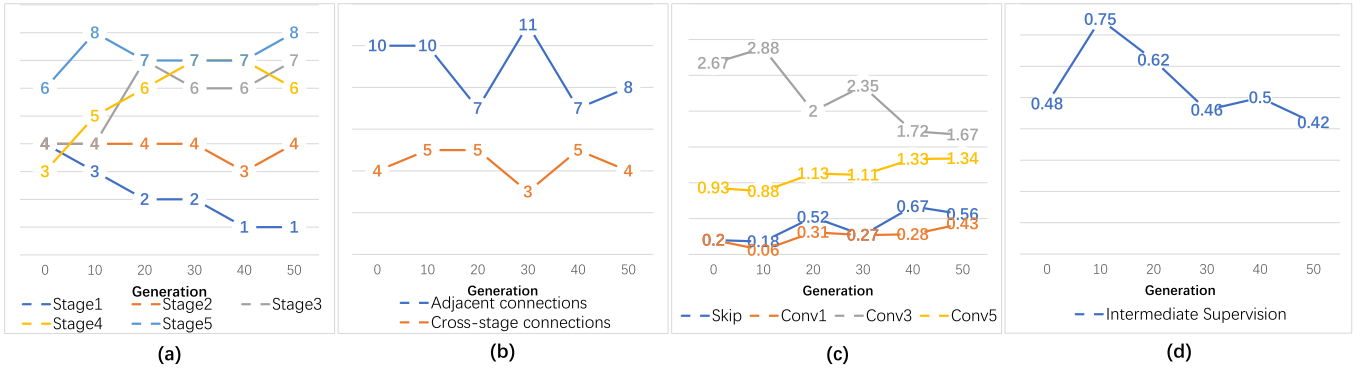 8 8
7 7 7 7
6 6 6 6 6
5
4 4 4 4 4
3 3 3
2 2
1 1
0 10 20 30 40 50
Generation
Stage1 Stage2 Stage3
Stage4 Stage5
(a)
11
10 10
8
7 7
5 5 5
4 4
3
0 10 20 30 40 50
Generation
Adjacent connections
Cross-stage connections
(b)
2.67 2.88 2 2.35 1.72 1.67
0.93 0.88 1.13 1.11 1.33 1.34
0.2 0.18 0.52 0.27 0.67 0.56
0.2 0.06 0.31 0.27 0.28 0.43
0 10 20 30 40 50
Generation
Skip Conv1 Conv3 Conv5
(c)
0.48 0.75 0.62 0.46 0.5 0.42
0 10 20 30 40 50
Generation
Intermediate Supervision
(d)